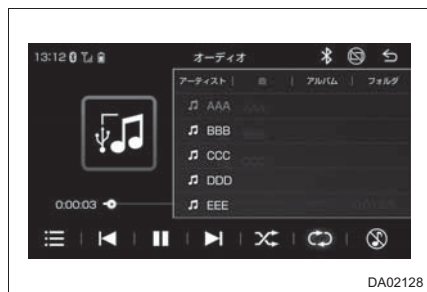 13:12
オーディオ
アーティスト | 曲 | アルバム | フォルダ
AAA
BBB
CCC
DDD
EEE
0:00:03
DA02128